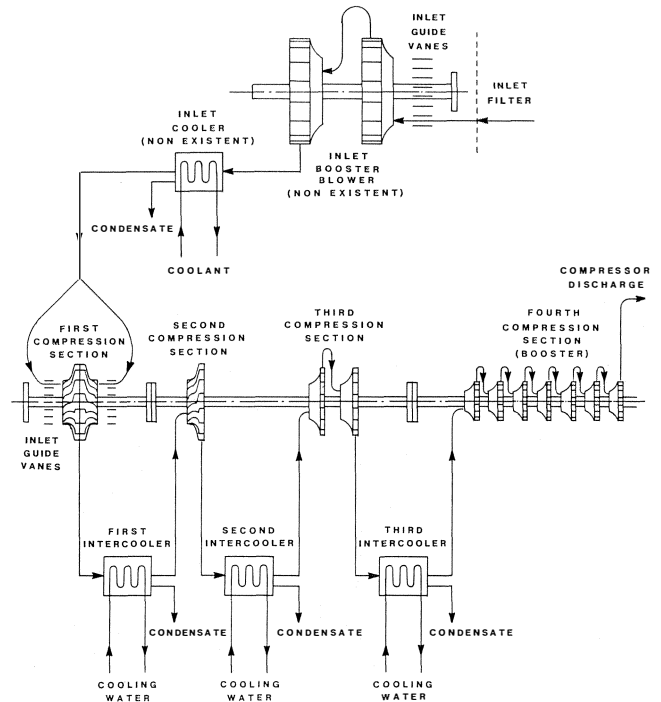 INLET
GUIDE
VANES
INLET
FILTER
INLET
COOLER
(NON EXISTENT)
INLET
BOOSTER
BLOWER
(NON EXISTENT)
CONDENSATE
COOLANT
COMPRESSOR
DISCHARGE
FIRST
COMPRESSION
SECTION
SECOND
COMPRESSION
SECTION
THIRD
COMPRESSION
SECTION
FOURTH
COMPRESSION
SECTION
(BOOSTER)
INLET
GUIDE
VANES
FIRST
INTERCOOLER
SECOND
INTERCOOLER
THIRD
INTERCOOLER
CONDENSATE
CONDENSATE
CONDENSATE
COOLING
WATER
COOLING
WATER
COOLING
WATER